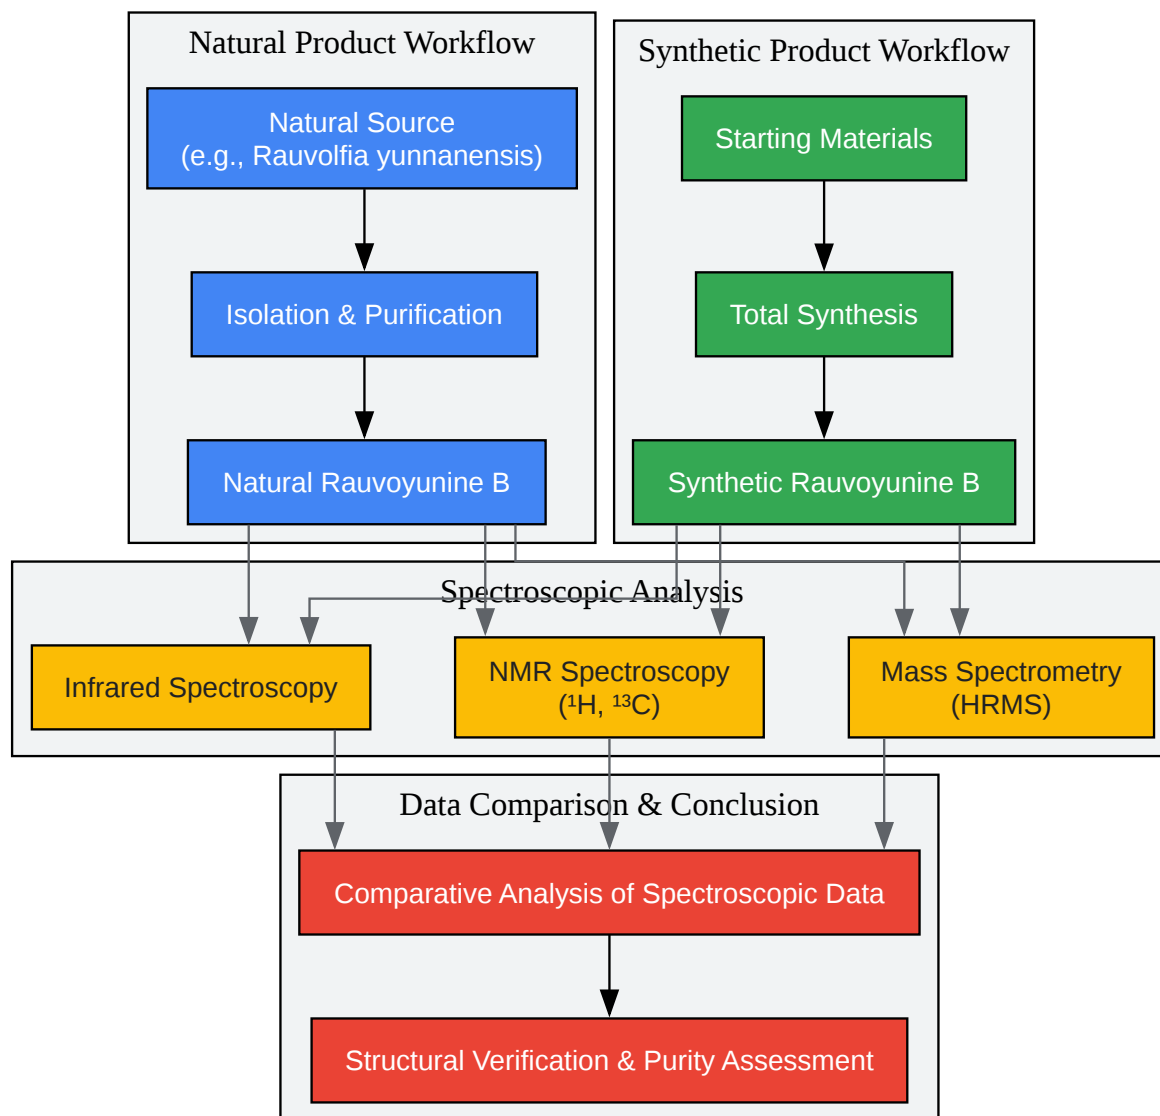 Natural Product Workflow
Natural Source
(e.g., Rauvolfia yunnanensis)
Isolation & Purification
Natural Rauvoyunine B
Synthetic Product Workflow
Starting Materials
Total Synthesis
Synthetic Rauvoyunine B
Spectroscopic Analysis
Infrared Spectroscopy
NMR Spectroscopy
(¹H, ¹³C)
Mass Spectrometry
(HRMS)
Data Comparison & Conclusion
Comparative Analysis of Spectroscopic Data
Structural Verification & Purity Assessment